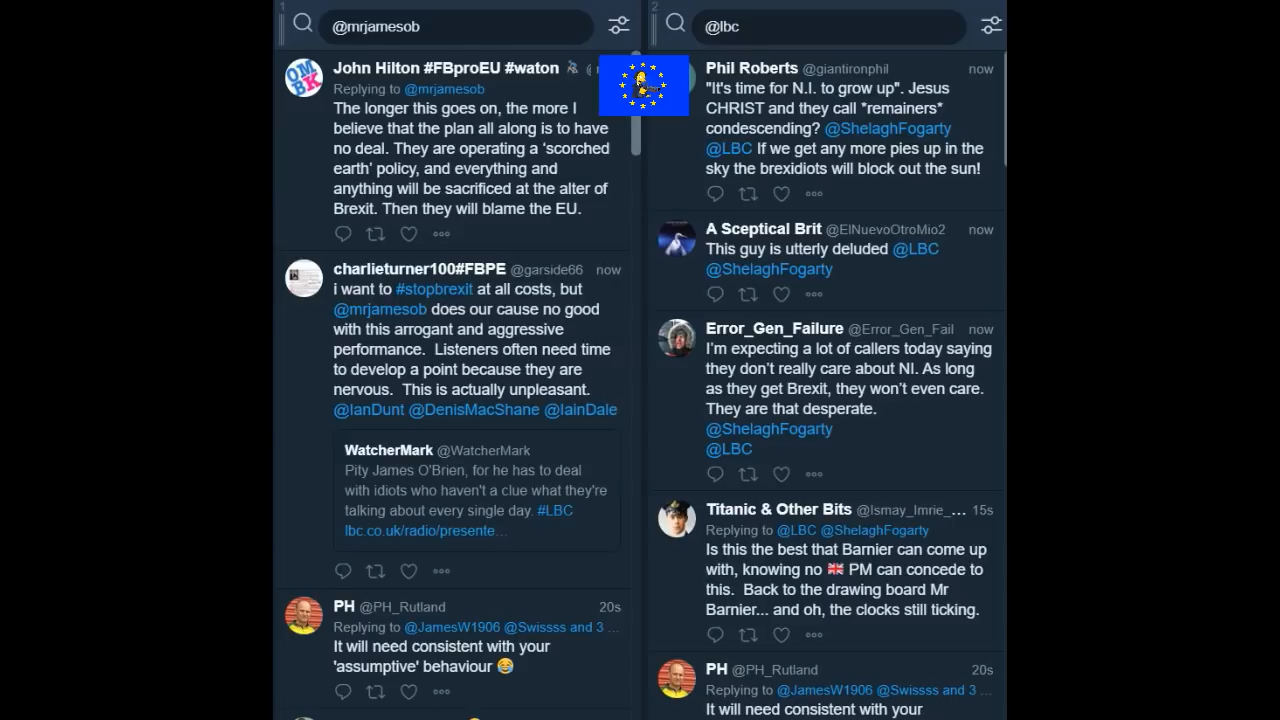 1
@mrjamesob
John Hilton #FBproEU #waton
Replying to @mrjamesob
The longer this goes on, the more I
believe that the plan all along is to have
no deal. They are operating a ‘scorched
earth’ policy, and everything and
anything will be sacrificed at the alter of
Brexit. Then they will blame the EU.
charlieturner100#FBPE @garside66 now
i want to #stopbrexit at all costs, but
@mrjamesob does our cause no good
with this arrogant and aggressive
performance. Listeners often need time
to develop a point because they are
nervous. This is actually unpleasant.
@IanDunt @DenisMacShane @IainDale
WatcherMark @WatcherMark
Pity James O'Brien, for he has to deal
with idiots who haven't a clue what they're
talking about every single day. #LBC
lbc.co.uk/radio/presente…
PH @PH_Rutland 20s
Replying to @JamesW1906 @Swissss and 3 …
It will need consistent with your
'assumptive' behaviour 😂
2
@lbc
Phil Roberts @giantironphil now
"It's time for N.I. to grow up". Jesus
CHRIST and they call *remainers*
condescending? @ShelaghFogarty
@LBC If we get any more pies up in the
sky the brexidiots will block out the sun!
A Sceptical Brit @ElNuevoOtroMio2 now
This guy is utterly deluded @LBC
@ShelaghFogarty
Error_Gen_Failure @Error_Gen_Fail now
I’m expecting a lot of callers today saying
they don’t really care about NI. As long
as they get Brexit, they won’t even care.
They are that desperate.
@ShelaghFogarty
@LBC
Titanic & Other Bits @Ismay_Imrie_… 15s
Replying to @LBC @ShelaghFogarty
Is this the best that Barnier can come up
with, knowing no 🇬🇧 PM can concede to
this. Back to the drawing board Mr
Barnier... and oh, the clocks still ticking.
PH @PH_Rutland 20s
Replying to @JamesW1906 @Swissss and 3 …
It will need consistent with your